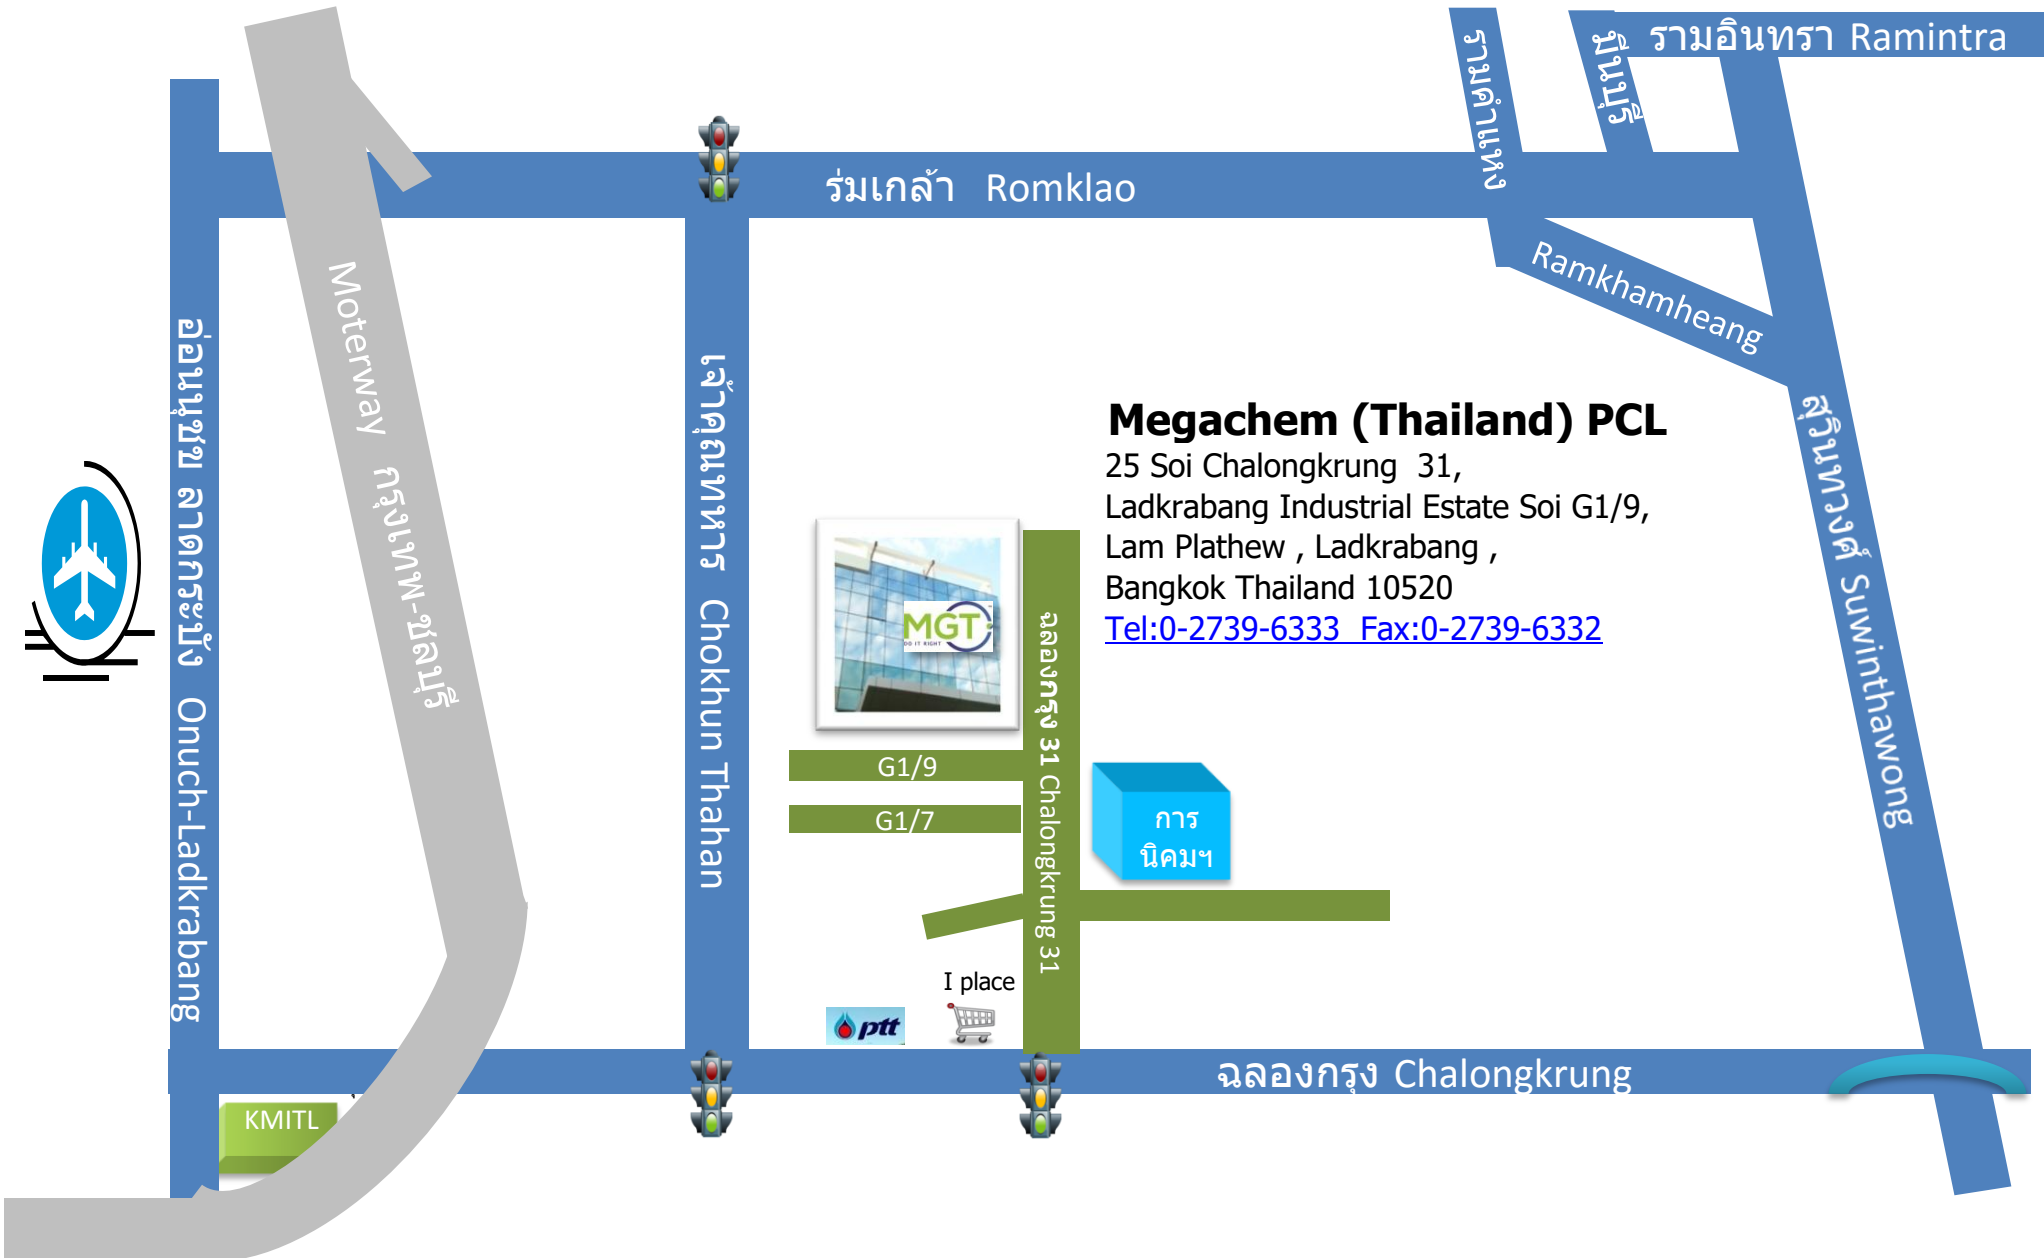 รามอินทรา Ramintra
มีนบุรี
รามคำแหง
ร่มเกล้า Romklao
Ramkhamheang
Moterway กรุงเทพ-ชลบุรี
อ่อนนุชช ลาดกระบัง Onuch-Ladkrabang
เจ้าคุณทหาร Chokhun Thahan
สุวินทวงศ์ Suwinthawong
Megachem (Thailand) PCL
25 Soi Chalongkrung 31,
Ladkrabang Industrial Estate Soi G1/9,
Lam Plathew , Ladkrabang ,
Bangkok Thailand 10520
Tel:0-2739-6333 Fax:0-2739-6332
MGT
DO IT RIGHT
ฉลองกรุง 31 Chalongkrung 31
G1/9
G1/7
การ
นิคมฯ
I place
ptt
ฉลองกรุง Chalongkrung
KMITL